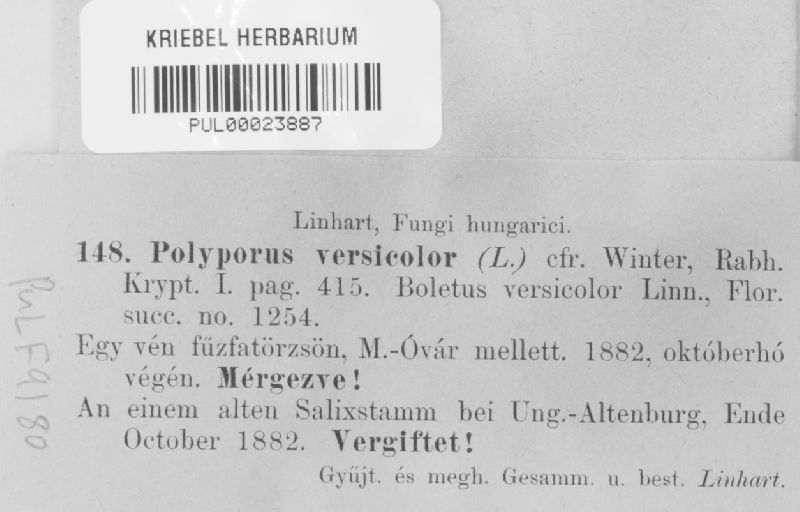 KRIEBEL HERBARIUM
PUL00023887
Linhart, Fungi hungarici.
148. Polyporus versicolor (L.) cfr. Winter, Rabh.
Krypt. I. pag. 415. Boletus versicolor Linn., Flor.
succ. no. 1254.
Egy vén fűzfatörzsön, M.-Óvár mellett. 1882, októberhó
végén. Mérgezve!
An einem alten Salixstamm bei Ung.-Altenburg, Ende
October 1882. Vergiftet!
Gyűjt. és megh. Gesamm. u. best. Linhart.
PUL F9180